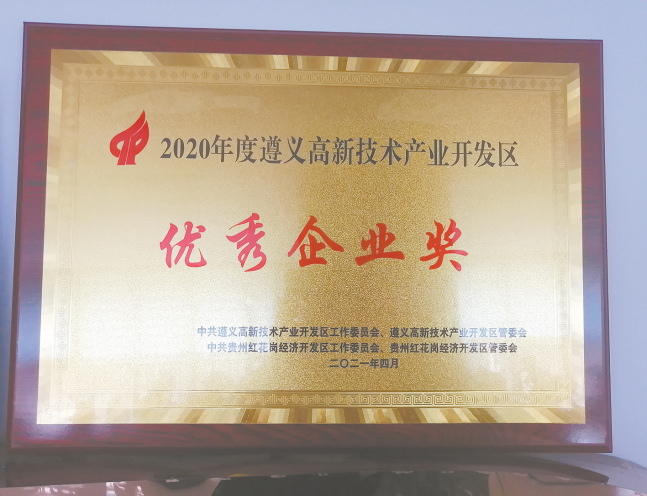 2020年度遵义高新技术产业开发区
优秀企业奖
中共遵义高新技术产业开发区工作委员会、遵义高新技术产业开发区管委会
中共贵州红花岗经济开发区工作委员会、贵州红花岗经济开发区管委会
二〇二一年四月